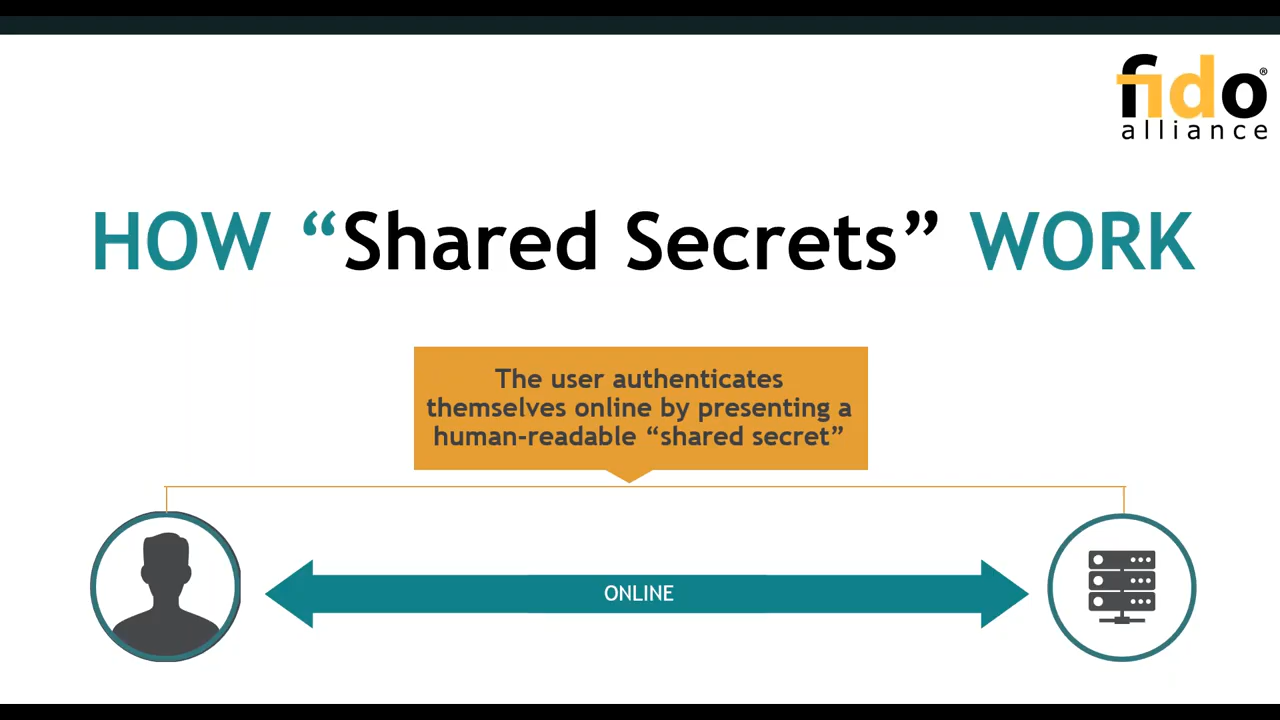 fido®
alliance
HOW “Shared Secrets” WORK
The user authenticates
themselves online by presenting a
human-readable “shared secret”
ONLINE